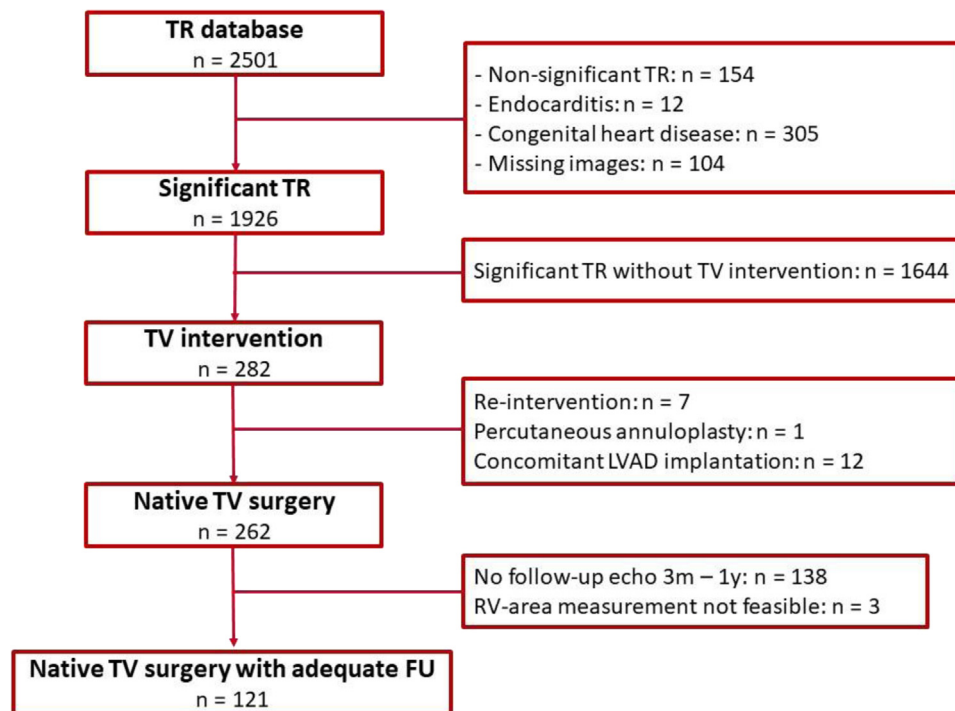 TR database
n = 2501
- Non-significant TR: n = 154
- Endocarditis: n = 12
- Congenital heart disease: n = 305
- Missing images: n = 104
Significant TR
n = 1926
Significant TR without TV intervention: n = 1644
TV intervention
n = 282
Re-intervention: n = 7
Percutaneous annuloplasty: n = 1
Concomitant LVAD implantation: n = 12
Native TV surgery
n = 262
No follow-up echo 3m – 1y: n = 138
RV-area measurement not feasible: n = 3
Native TV surgery with adequate FU
n = 121